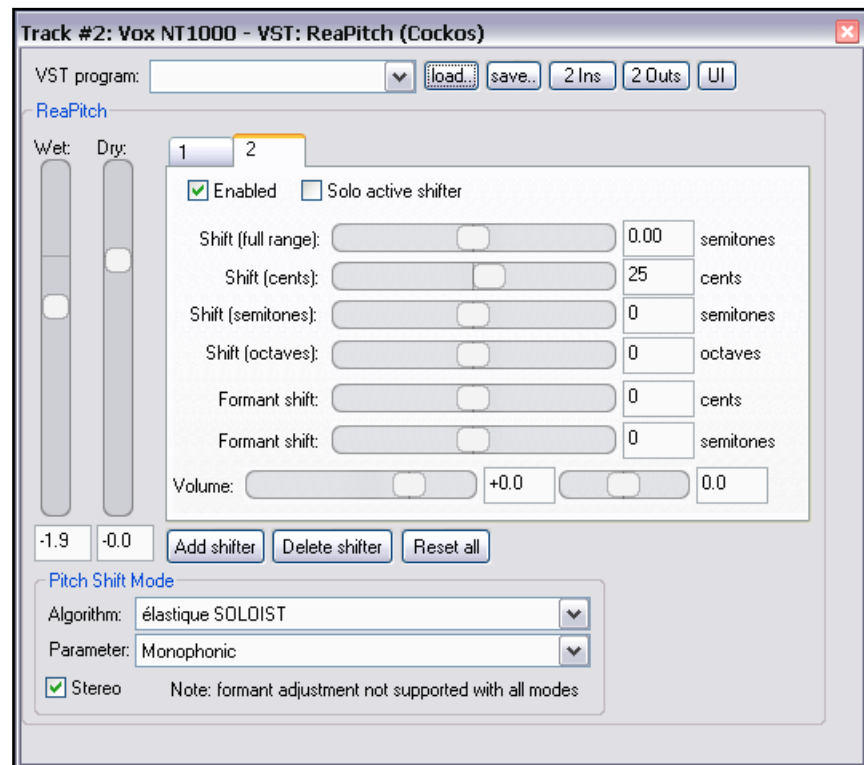 Track #2: Vox NT1000 - VST: ReaPitch (Cockos)
VST program: load.. save.. 2 Ins 2 Outs UI
ReaPitch
Wet: Dry: 1 2
Enabled Solo active shifter
Shift (full range): 0.00 semitones
Shift (cents): 25 cents
Shift (semitones): 0 semitones
Shift (octaves): 0 octaves
Formant shift: 0 cents
Formant shift: 0 semitones
Volume: +0.0 0.0
-1.9 -0.0 Add shifter Delete shifter Reset all
Pitch Shift Mode
Algorithm: élastique SOLOIST
Parameter: Monophonic
Stereo Note: formant adjustment not supported with all modes